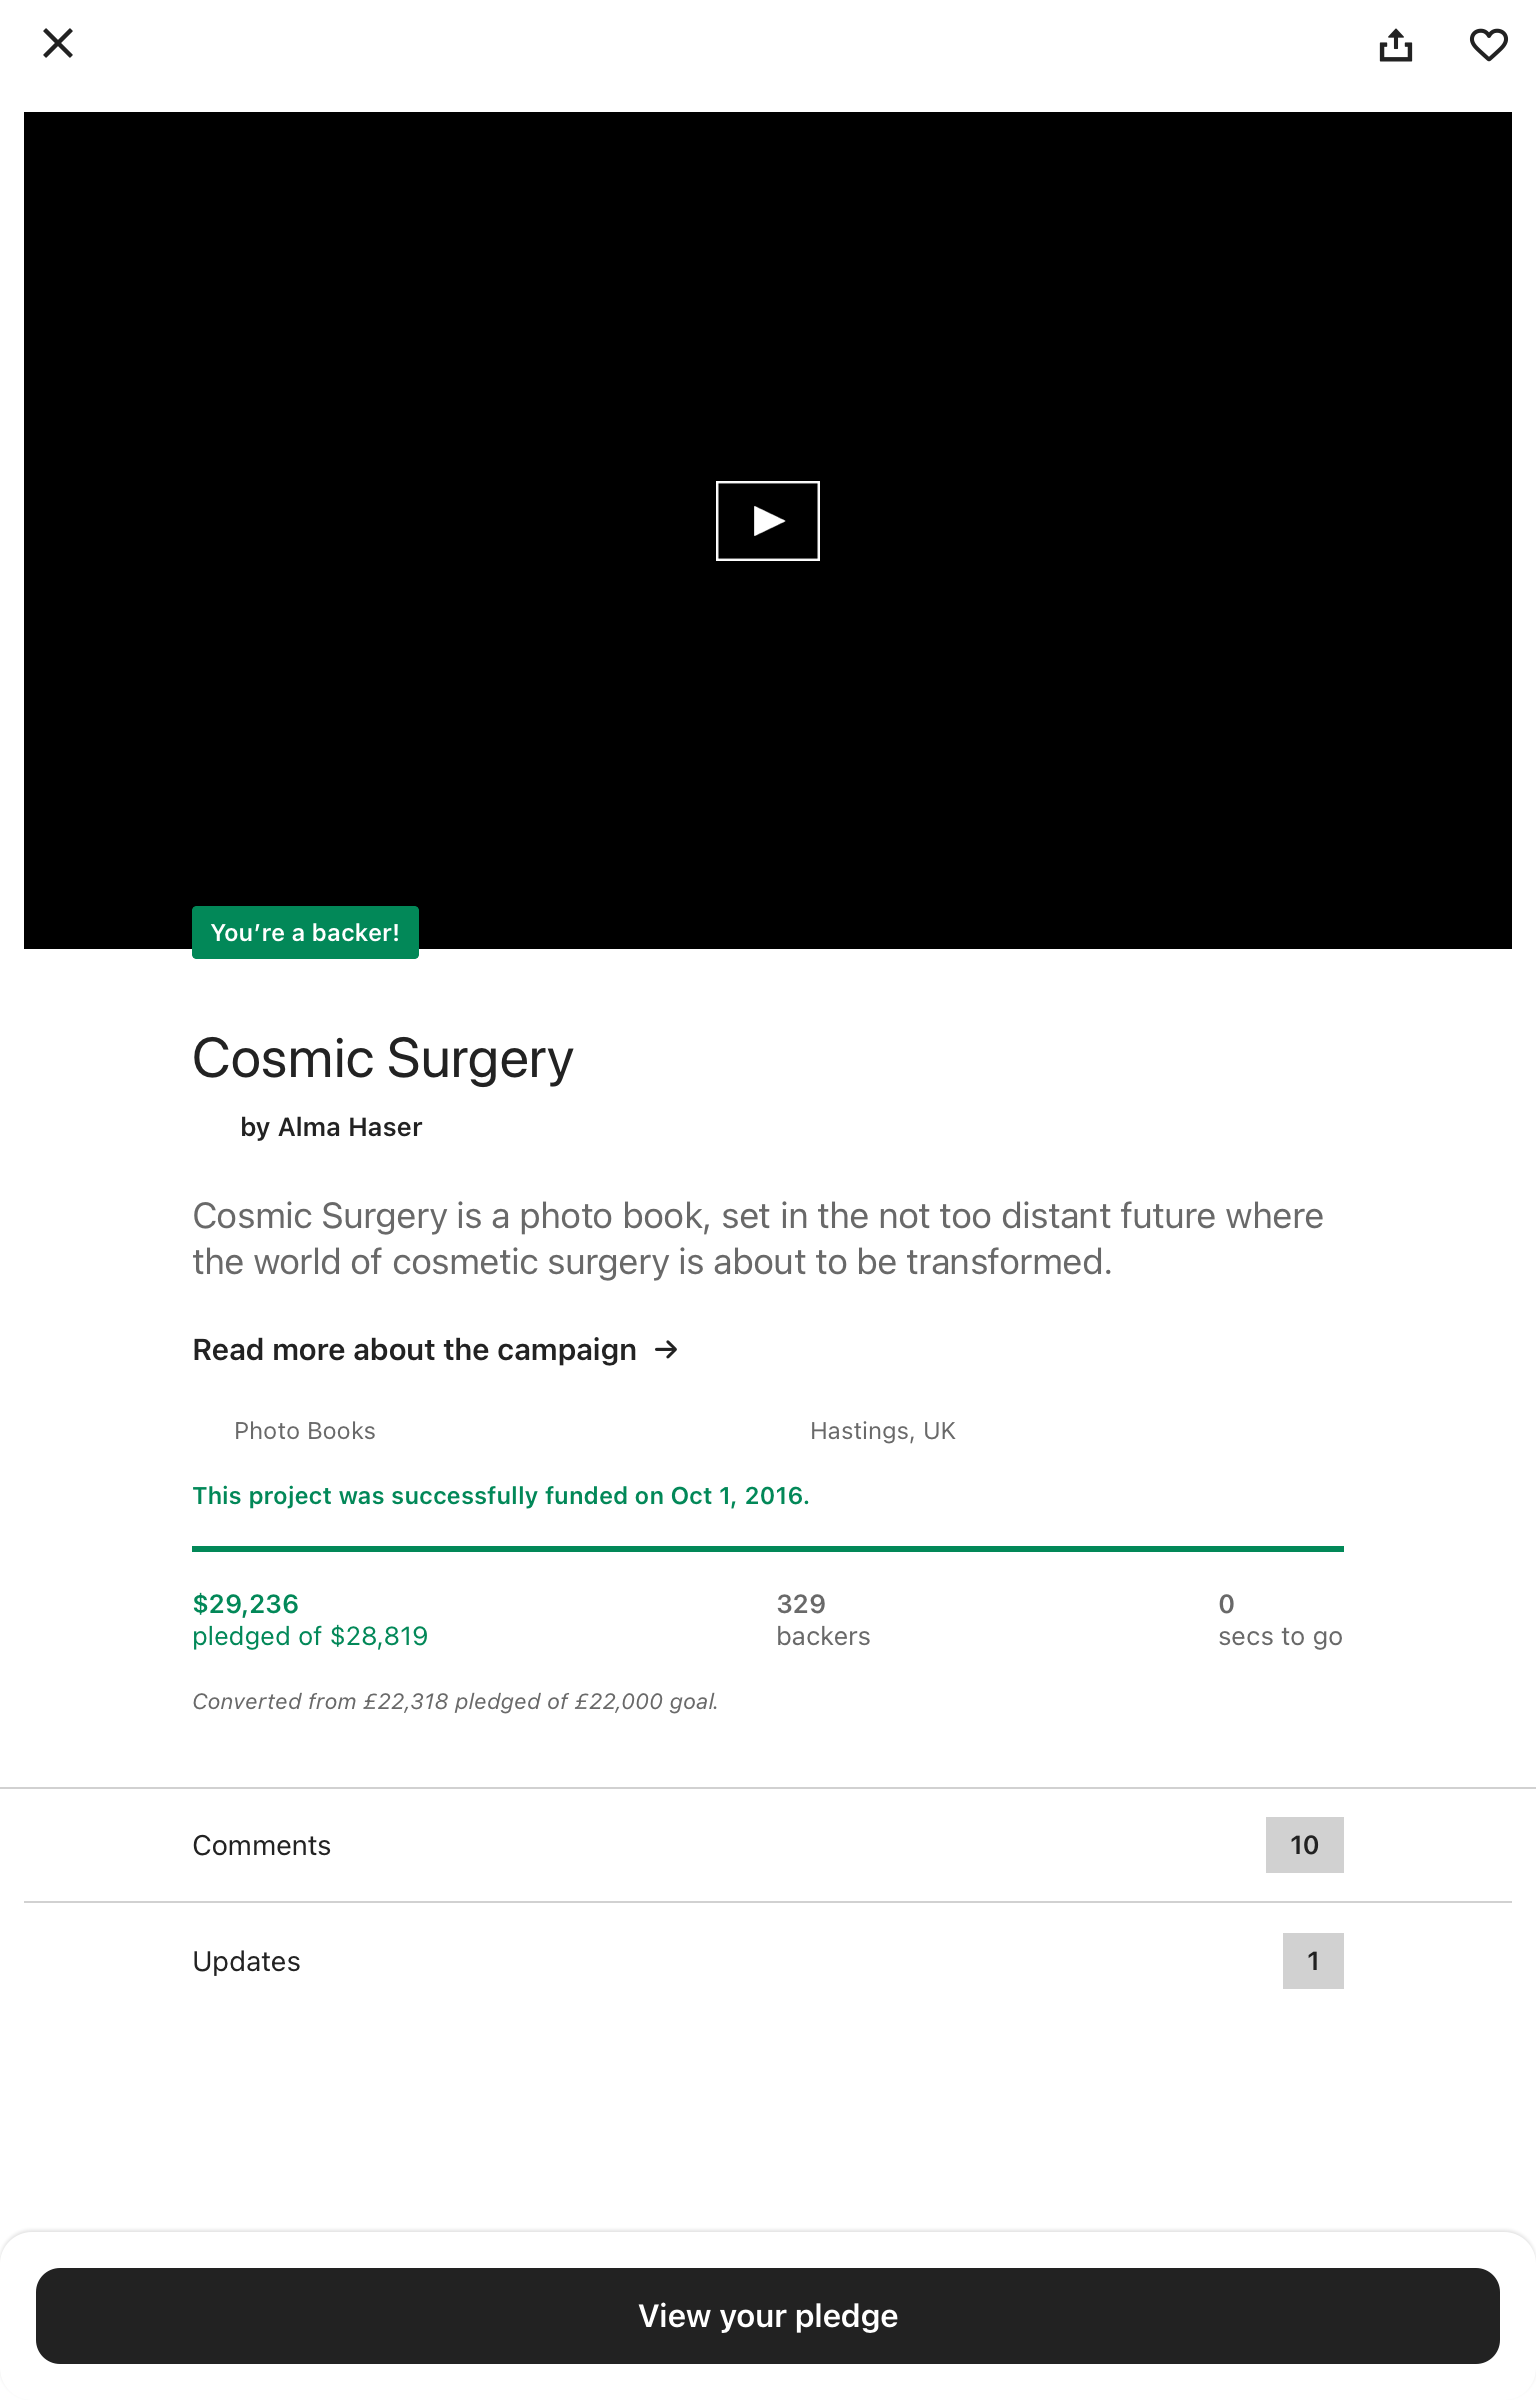 You’re a backer!
Cosmic Surgery
by Alma Haser
Cosmic Surgery is a photo book, set in the not too distant future where
the world of cosmetic surgery is about to be transformed.
Read more about the campaign →
Photo Books
Hastings, UK
This project was successfully funded on Oct 1, 2016.
$29,236
pledged of $28,819
329
backers
0
secs to go
Converted from £22,318 pledged of £22,000 goal.
Comments
10
Updates
1
View your pledge